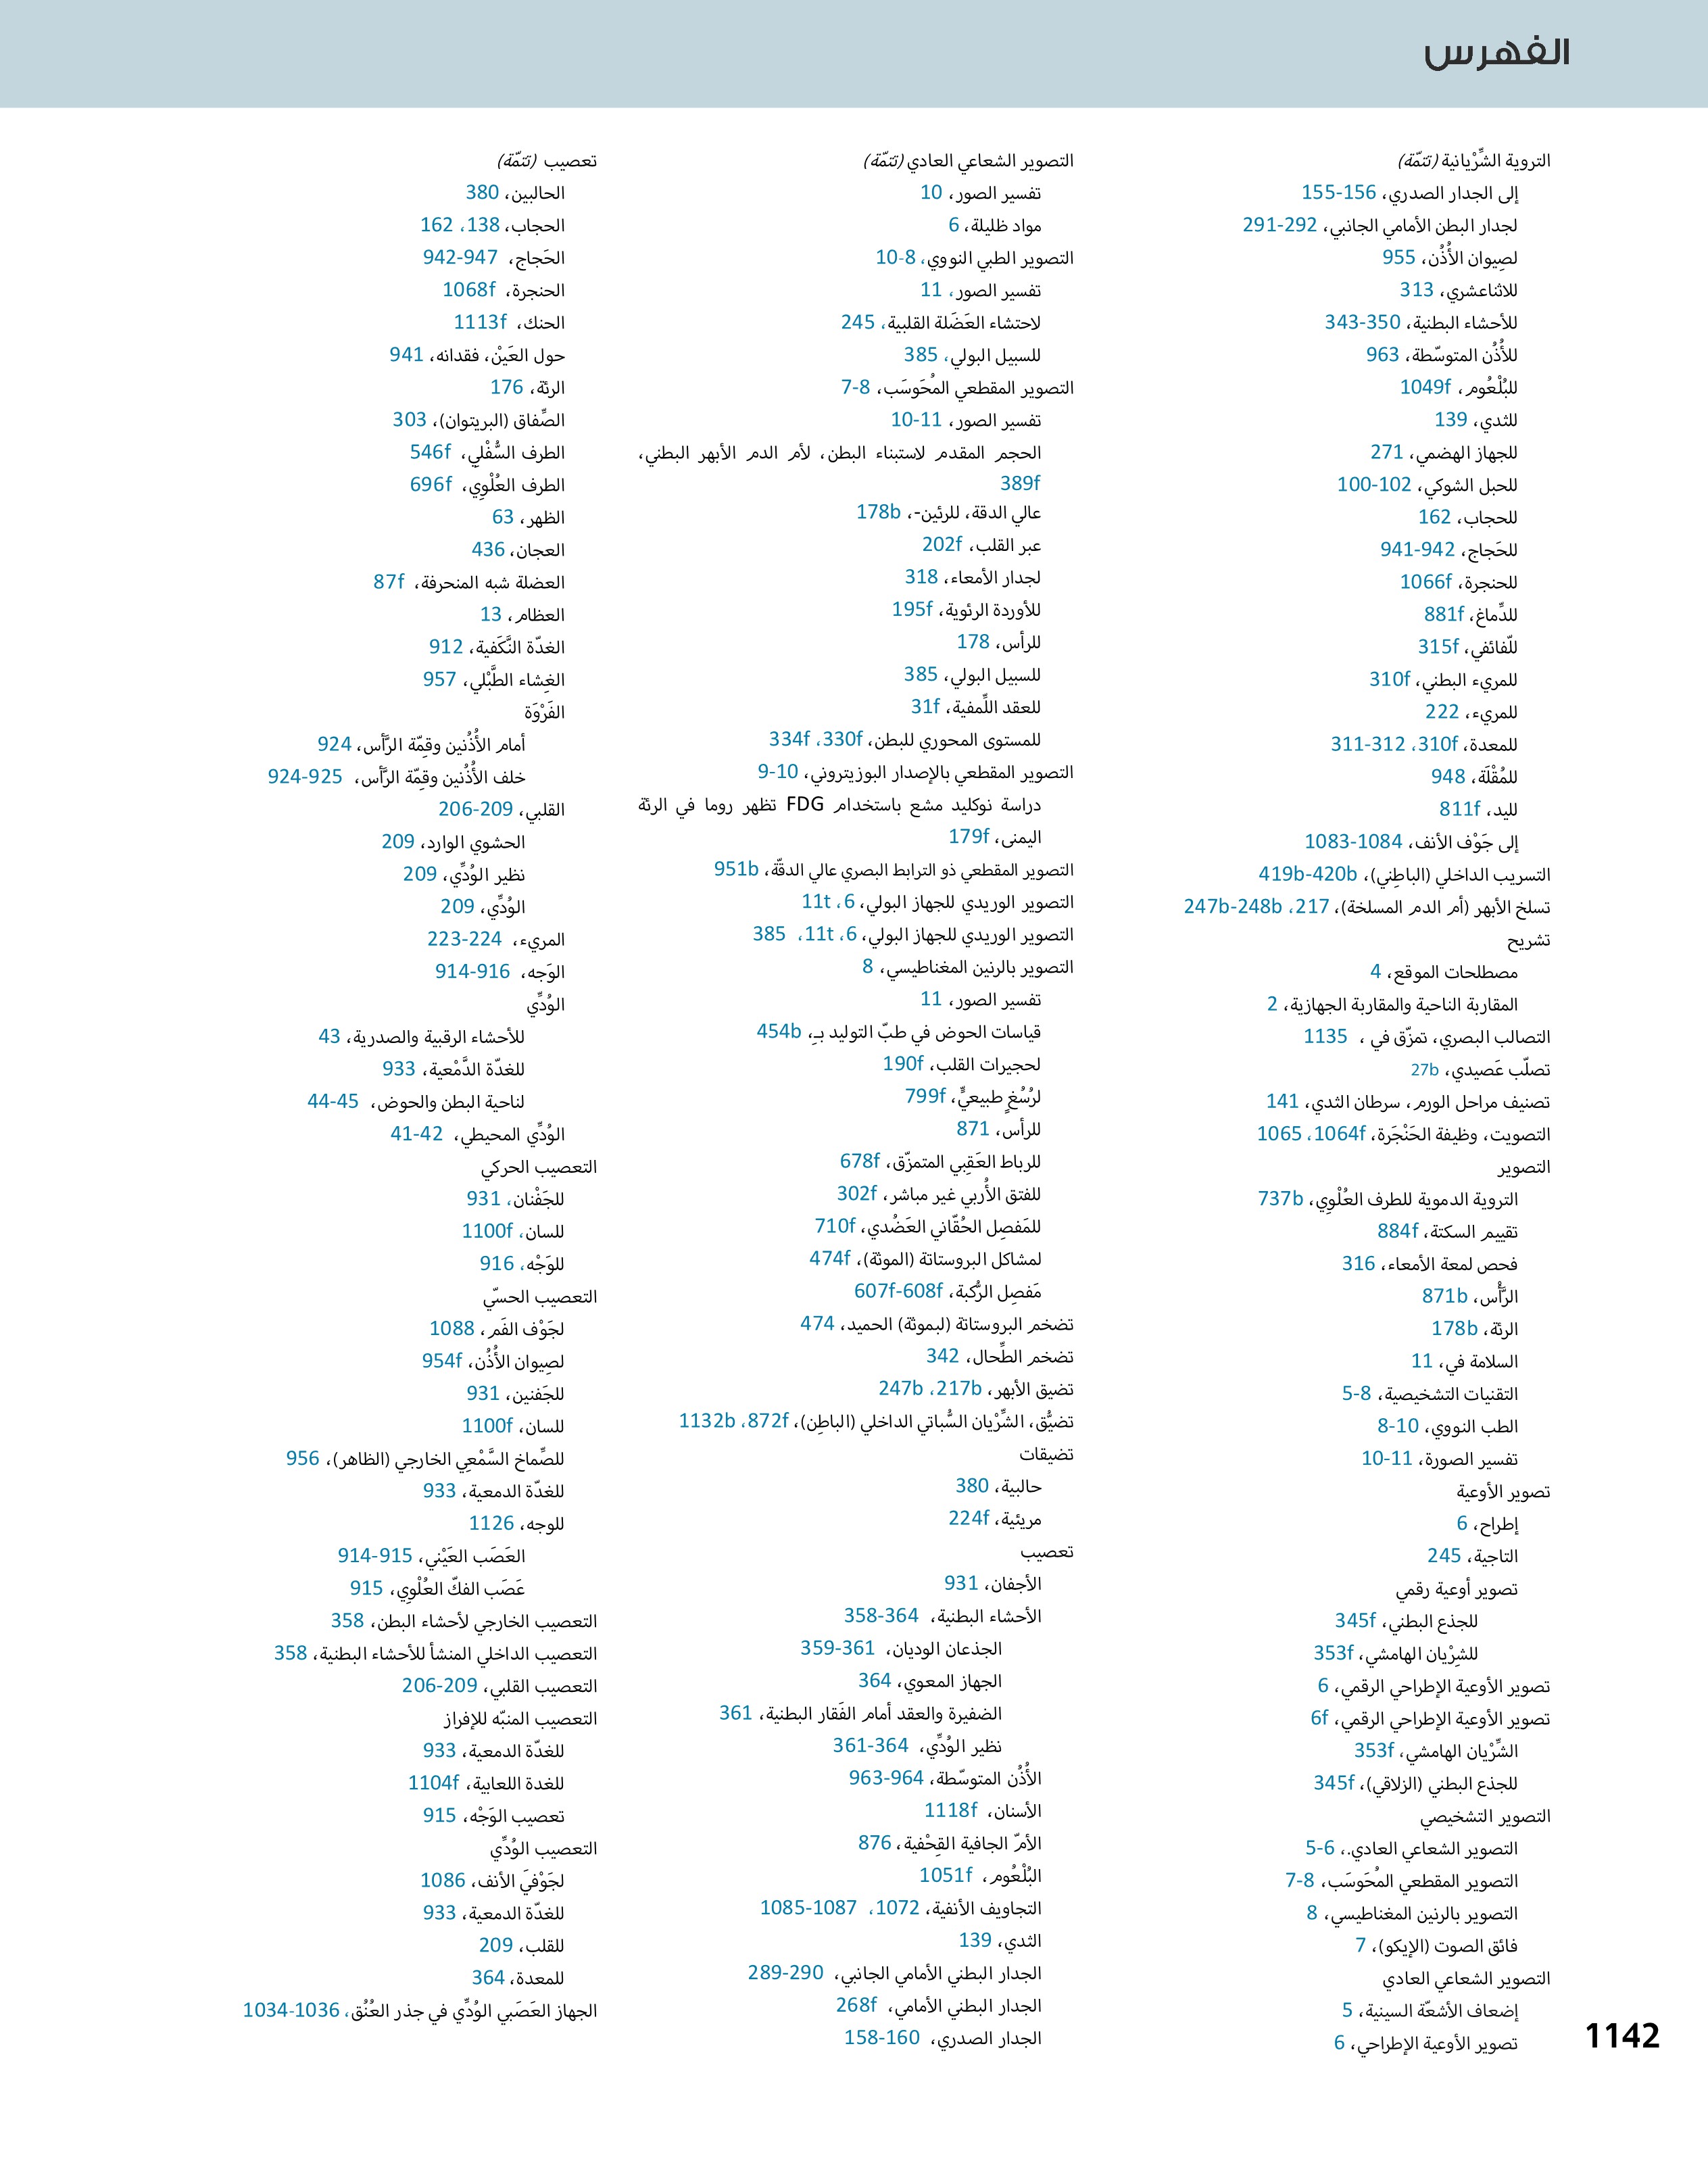 الفهرس
التروية الشِّرْيانية (تتمّة)
إلى الجدار الصدري، 156-155
لجدار البطن الأمامي الجانبي، 292-291
لصِيوان الأُذُن، 955
للاثناعشري، 313
للأحشاء البطنية، 350-343
للأُذُن المتوسّطة، 963
للبُلْعُوم، 1049f
للثدي، 139
للجهاز الهضمي، 271
للحبل الشوكي، 102-100
للحجاب، 162
للحَجاج، 942-941
للحنجرة، 1066f
للدِّماغ، 881f
للّفائفي، 315f
للمريء البطني، 310f
للمريء، 222
للمعدة، 310f، 312-311
للمُقْلَة، 948
لليد، 811f
إلى جَوْف الأنف، 1084-1083
التسريب الداخلي (الباطِني)، 419b-420b
تسلخ الأبهر (أم الدم المسلخة)، 217، 247b-248b
تشريح
مصطلحات الموقع، 4
المقاربة الناحية والمقاربة الجهازية، 2
التصالب البصري، تمزّق في ، 1135
تصلّب عَصيدي، 27b
تصنيف مراحل الورم، سرطان الثدي، 141
التصويت، وظيفة الحَنْجَرة، 1064f، 1065
التصوير
التروية الدموية للطرف العُلْوِي، 737b
تقييم السكتة، 884f
فحص لمعة الأمعاء، 316
الرَّأْس، 871b
الرئة، 178b
السلامة في، 11
التقنيات التشخيصية، 8-5
الطب النووي، 10-8
تفسير الصورة، 11-10
تصوير الأوعية
إطراح، 6
التاجية، 245
تصوير أوعية رقمي
للجذع البطني، 345f
للشِرْيان الهامشي، 353f
تصوير الأوعية الإطراحي الرقمي، 6
تصوير الأوعية الإطراحي الرقمي، 6f
الشِّرْيان الهامشي، 353f
للجذع البطني (الزلاقي)، 345f
التصوير التشخيصي
التصوير الشعاعي العادي.، 6-5
التصوير المقطعي المُحَوسَب، 8-7
التصوير بالرنين المغناطيسي، 8
فائق الصوت (الإيكو)، 7
التصوير الشعاعي العادي
إضعاف الأشعّة السينية، 5
تصوير الأوعية الإطراحي، 6
التصوير الشعاعي العادي (تتمّة)
تفسير الصور، 10
مواد ظليلة، 6
التصوير الطبي النووي، 8-10
تفسير الصور، 11
لاحتشاء العَضَلة القلبية، 245
للسبيل البولي، 385
التصوير المقطعي المُحَوسَب، 8-7
تفسير الصور، 11-10
الحجم المقدم لاستبناء البطن، لأم الدم الأبهر البطني،
389f
عالي الدقة، للرئين-، 178b
عبر القلب، 202f
لجدار الأمعاء، 318
للأوردة الرئوية، 195f
للرأس، 178
للسبيل البولي، 385
للعقد اللِّمفية، 31f
للمستوى المحوري للبطن، 330f، 334f
التصوير المقطعي بالإصدار البوزيتروني، 10-9
دراسة نوكليد مشع باستخدام FDG تظهر روما في الرئة
اليمنى، 179f
التصوير المقطعي ذو الترابط البصري عالي الدقّة، 951b
التصوير الوريدي للجهاز البولي، 6، 11t
التصوير الوريدي للجهاز البولي، 6، 11t، 385
التصوير بالرنين المغناطيسي، 8
تفسير الصور، 11
قياسات الحوض في طبّ التوليد بـِ، 454b
لحجيرات القلب، 190f
لرُسُغٍ طبيعيٍّ، 799f
للرأس، 871
للرباط العَقِبي المتمزّق، 678f
للفتق الأُربي غير مباشر، 302f
للمَفصِل الحُقّاني العَضُدي، 710f
لمشاكل البروستاتة (الموثة)، 474f
مَفصِل الرُّكبة، 607f-608f
تضخم البروستاتة (لبموثة) الحميد، 474
تضخم الطِّحال، 342
تضيق الأبهر، 217b، 247b
تضيُّق، الشِّرْيان السُّباتي الداخلي (الباطِن)، 872f، 1132b
تضيقات
حالبية، 380
مريئية، 224f
تعصيب
الأجفان، 931
الأحشاء البطنية، 364-358
الجذعان الوديان، 361-359
الجهاز المعوي، 364
الضفيرة والعقد أمام الفَقار البطنية، 361
نظير الوُدِّي، 364-361
الأُذُن المتوسّطة، 964-963
الأسنان، 1118f
الأمّ الجافية القِحْفية، 876
البُلْعُوم، 1051f
التجاويف الأنفية، 1072، 1087-1085
الثدي، 139
الجدار البطني الأمامي الجانبي، 290-289
الجدار البطني الأمامي، 268f
الجدار الصدري، 160-158
تعصيب (تتمّة)
الحالبين، 380
الحجاب، 138، 162
الحَجاج، 947-942
الحنجرة، 1068f
الحنك، 1113f
حول العَيْن، فقدانه، 941
الرئة، 176
الصِّفاق (البريتوان)، 303
الطرف السُّفْلي، 546f
الطرف العُلْوِي، 696f
الظهر، 63
العجان، 436
العضلة شبه المنحرفة، 87f
العظام، 13
الغدّة النَّكَفية، 912
الغِشاء الطَّبْلي، 957
الفَرْوَة
أمام الأُذُنين وقِمّة الرَّأس، 924
خلف الأُذُنين وقِمّة الرَّأس، 925-924
القلبي، 209-206
الحشوي الوارد، 209
نظير الوُدِّي، 209
الوُدِّي، 209
المريء، 224-223
الوَجه، 916-914
الوُدِّي
للأحشاء الرقبية والصدرية، 43
للغدّة الدَّمْعية، 933
لناحية البطن والحوض، 45-44
الوُدِّي المحيطي، 42-41
التعصيب الحركي
للجَفْنان، 931
للسان، 1100f
للوَجْه، 916
التعصيب الحسّي
لجَوْف الفَم، 1088
لصِيوان الأُذُن، 954f
للجَفنين، 931
للسان، 1100f
للصِّماخ السَّمْعِي الخارجي (الظاهر)، 956
للغدّة الدمعية، 933
للوجه، 1126
العَصَب العَيْني، 915-914
عَصَب الفكّ العُلْوِي، 915
التعصيب الخارجي لأحشاء البطن، 358
التعصيب الداخلي المنشأ للأحشاء البطنية، 358
التعصيب القلبي، 209-206
التعصيب المنبّه للإفراز
للغدّة الدمعية، 933
للغدة اللعابية، 1104f
تعصيب الوَجْه، 915
التعصيب الوُدِّي
لجَوْفيَ الأنف، 1086
للغدّة الدمعية، 933
للقلب، 209
للمعدة، 364
الجهاز العَصَبي الوُدِّي في جذر العُنُق، 1036-1034
1142